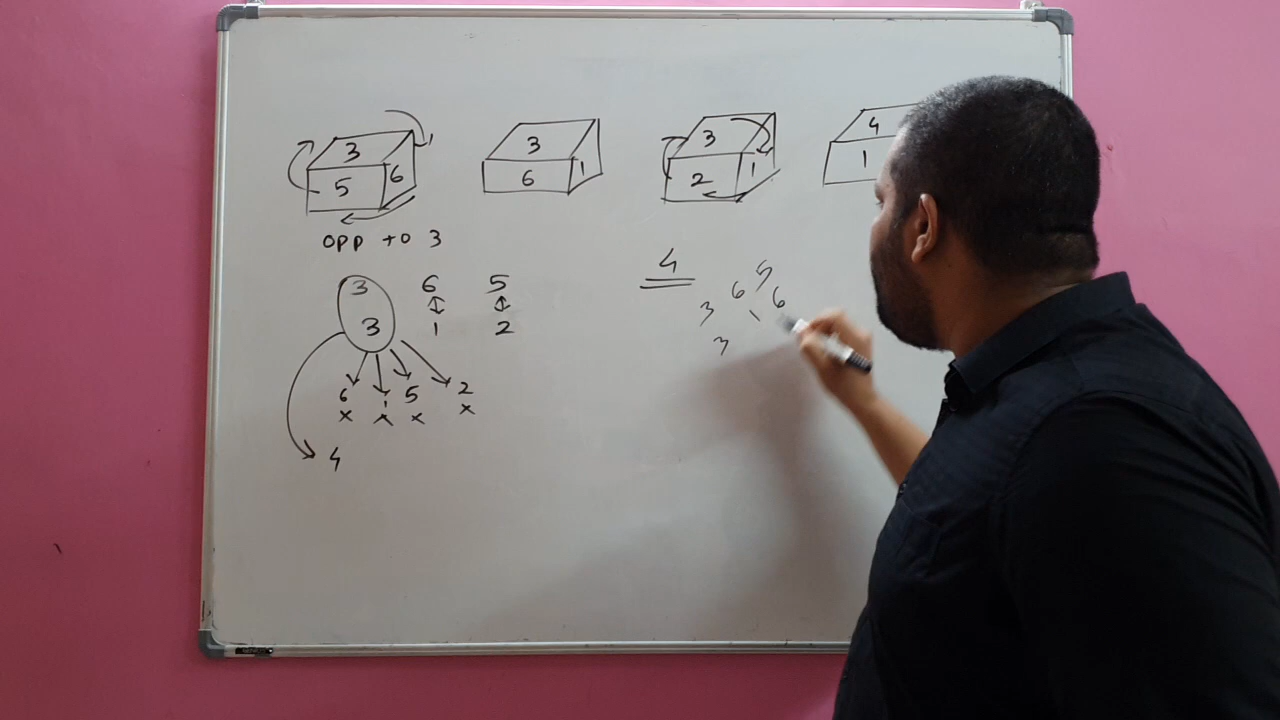 3 3 3 4
5 6 6 1 2 1 1
opp to 3
3 6 5
3 1 2
6 1 5 2
x x x x
4
4
5
6 6
3 1
3